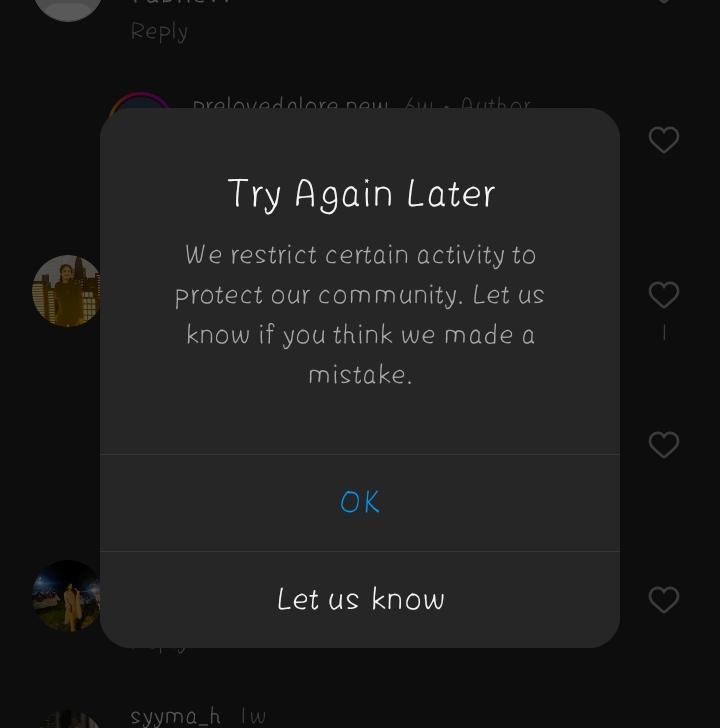 Reply
prelovedalore.new 6w • Author
Try Again Later
We restrict certain activity to
protect our community. Let us
know if you think we made a
mistake.
1
OK
Let us know
Reply
syyma_h 1w